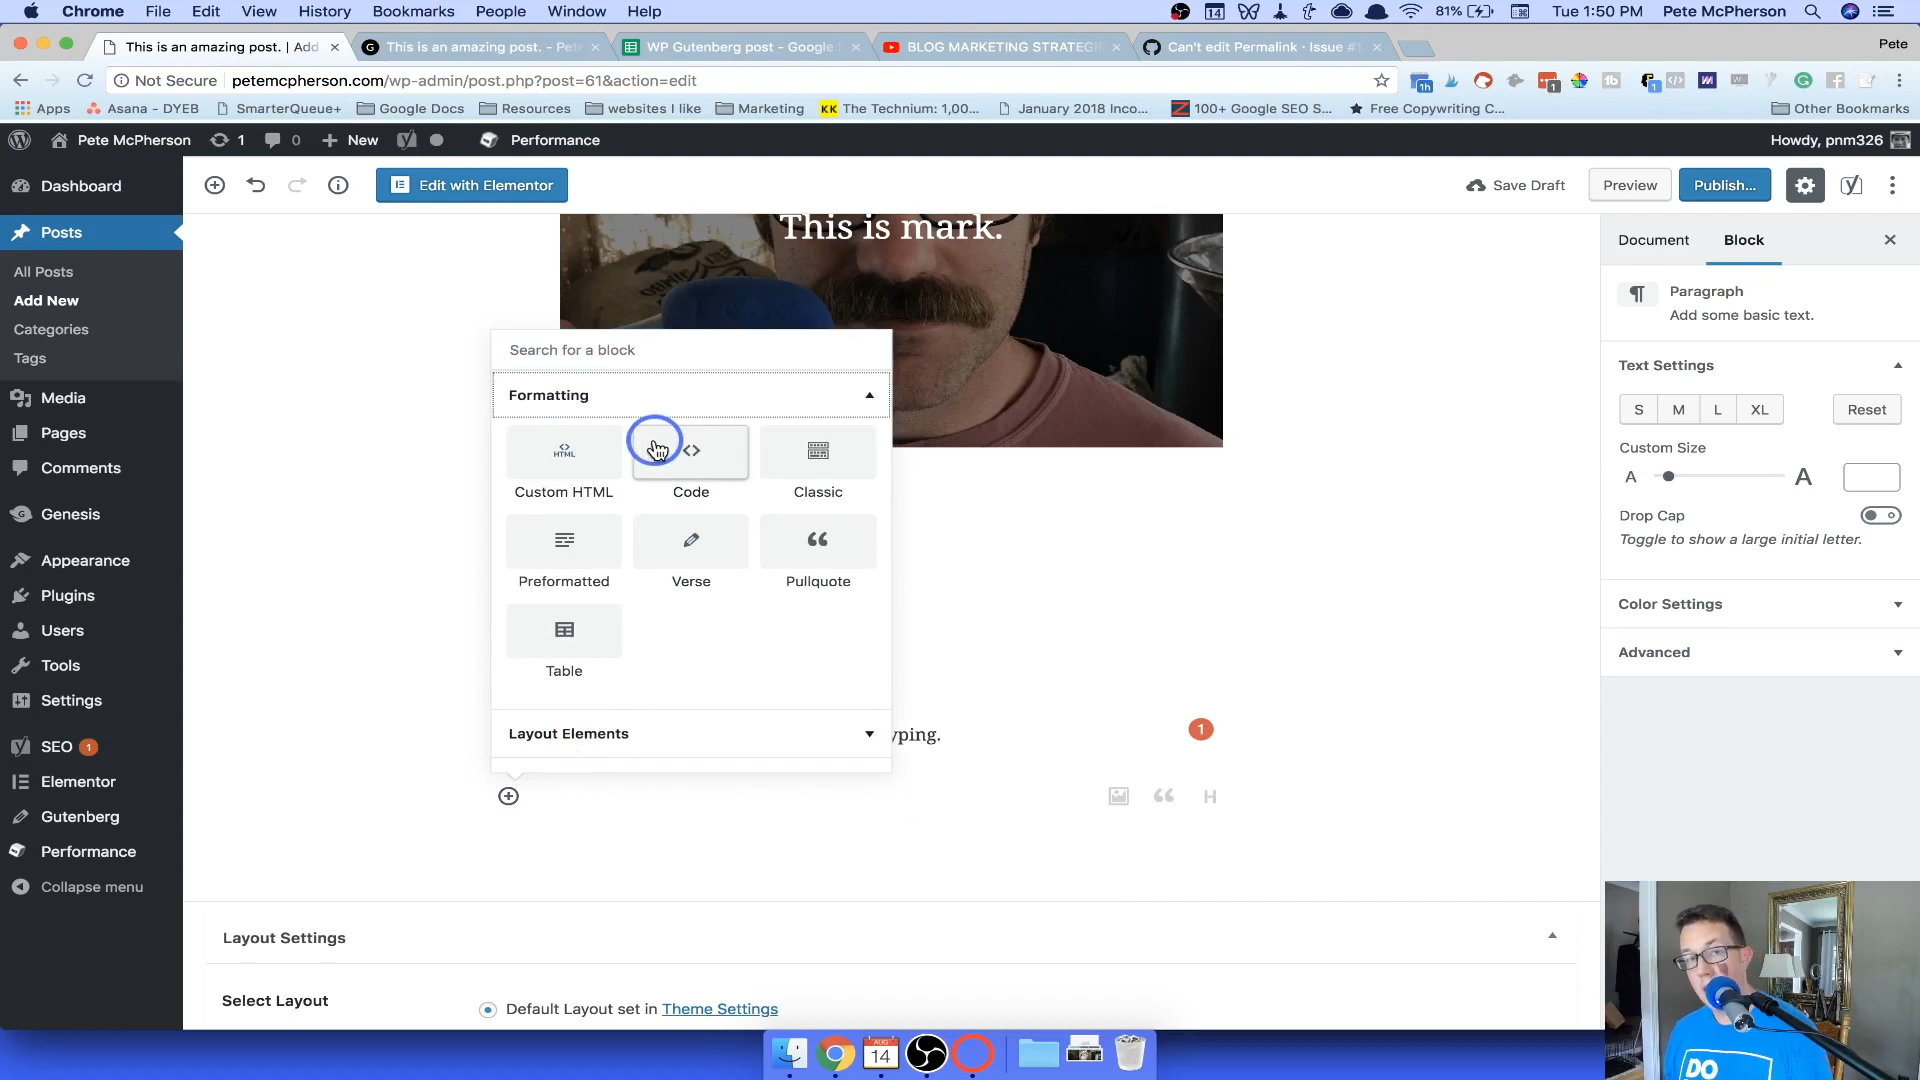 Chrome File Edit View History Bookmarks People Window Help 14 81% Tue 1:50 PM Pete McPherson
This is an amazing post. | Add This is an amazing post. - Pete WP Gutenberg post - Google BLOG MARKETING STRATEGI Can't edit Permalink · Issue #1 Pete
Not Secure petemcpherson.com/wp-admin/post.php?post=61&action=edit
Apps Asana - DYEB SmarterQueue+ Google Docs Resources websites I like Marketing KK The Technium: 1,00... January 2018 Inco... 100+ Google SEO S... Free Copywriting C... Other Bookmarks
Pete McPherson 1 0 New Performance Howdy, pnm326
Dashboard
Posts
All Posts
Add New
Categories
Tags
Media
Pages
Comments
Genesis
Appearance
Plugins
Users
Tools
Settings
SEO 1
Elementor
Gutenberg
Performance
Collapse menu
Edit with Elementor Save Draft Preview Publish...
This is mark.
Search for a block
Formatting
HTML
Custom HTML Code Classic
Preformatted Verse Pullquote
Table
Layout Elements
yping. 1
H
Layout Settings
Select Layout Default Layout set in Theme Settings
Document Block
Paragraph
Add some basic text.
Text Settings
S M L XL Reset
Custom Size
A A
Drop Cap
Toggle to show a large initial letter.
Color Settings
Advanced
AUG
14
DO